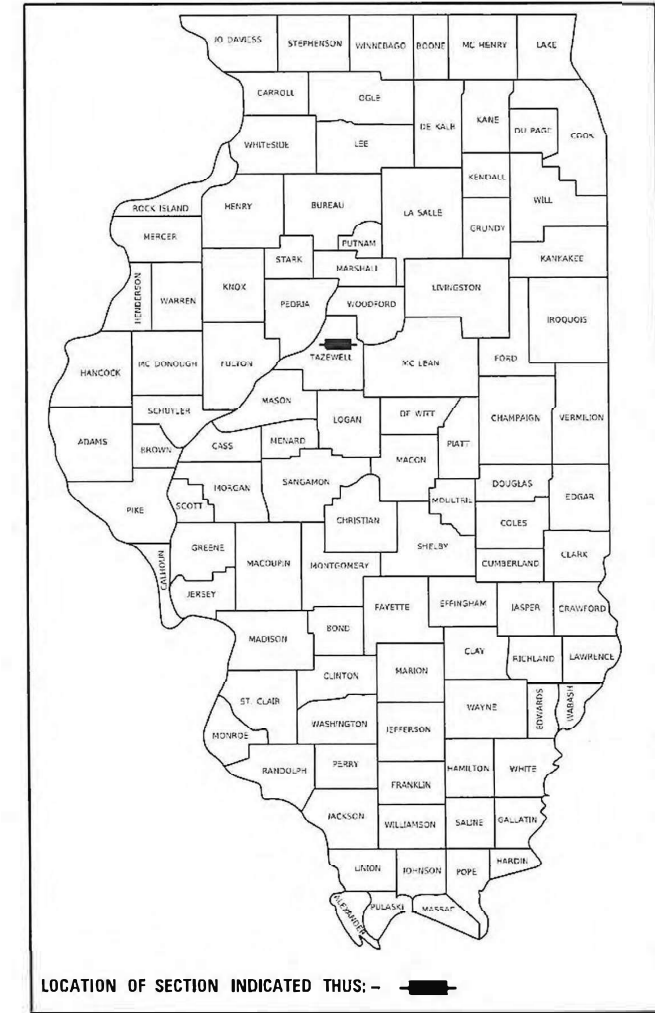 JO DAVIESS STEPHENSON WINNEBAGO BOONE MC HENRY LAKE
CARROLL OGLE DE KALB KANE DU PAGE COOK
WHITESIDE LEE
KENDALL WILL
ROCK ISLAND HENRY BUREAU LA SALLE GRUNDY
MERCER PUTNAM
STARK MARSHALL KANKAKEE
HENDERSON WARREN KNOX PEORIA WOODFORD LIVINGSTON IROQUOIS
HANCOCK MC DONOUGH FULTON TAZEWELL MC LEAN FORD
MASON
SCHUYLER LOGAN DE WITT CHAMPAIGN VERMILION
ADAMS BROWN CASS MENARD MACON PIATT
MORGAN SANGAMON DOUGLAS EDGAR
PIKE SCOTT CHRISTIAN MOULTRIE COLES
GREENE MACOUPIN MONTGOMERY SHELBY CUMBERLAND CLARK
CALHOUN JERSEY FAYETTE EFFINGHAM JASPER CRAWFORD
MADISON BOND CLAY RICHLAND LAWRENCE
CLINTON MARION
ST. CLAIR WASHINGTON JEFFERSON WAYNE EDWARDS WABASH
MONROE
RANDOLPH PERRY FRANKLIN HAMILTON WHITE
JACKSON WILLIAMSON SALINE GALLATIN
UNION JOHNSON POPE HARDIN
ALEXANDER PULASKI MASSAC
LOCATION OF SECTION INDICATED THUS: -